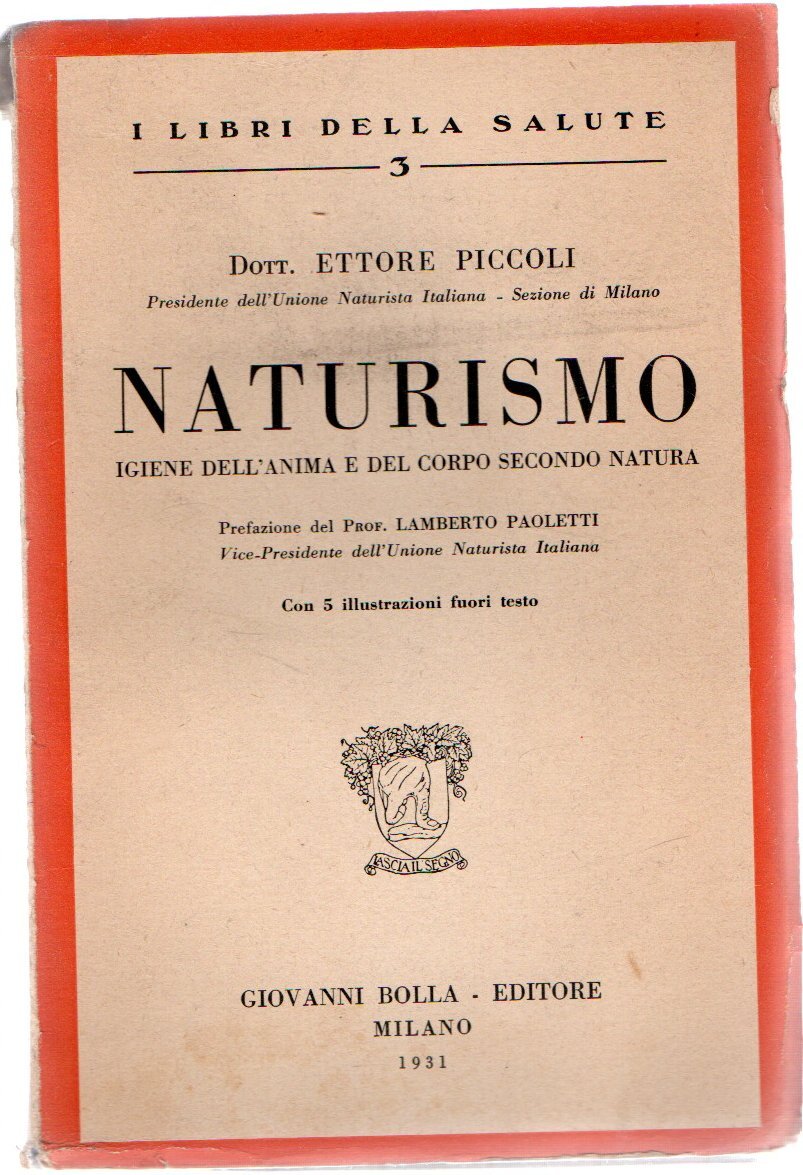 I LIBRI DELLA SALUTE
3
Dott. ETTORE PICCOLI
Presidente dell'Unione Naturista Italiana - Sezione di Milano
NATURISMO
IGIENE DELL'ANIMA E DEL CORPO SECONDO NATURA
Prefazione del Prof. LAMBERTO PAOLETTI
Vice-Presidente dell'Unione Naturista Italiana
Con 5 illustrazioni fuori testo
LASCIA IL SEGNO
GIOVANNI BOLLA - EDITORE
MILANO
1931